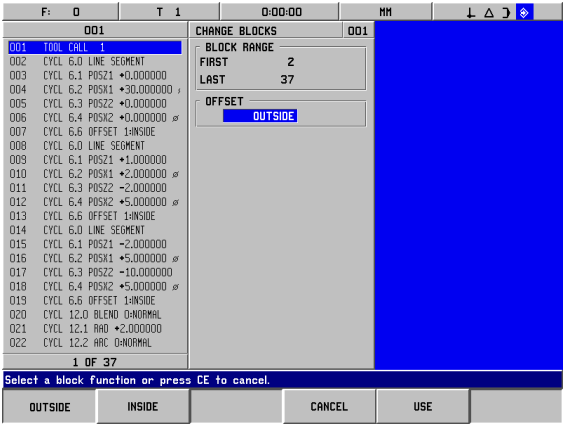 F: 0 T 1 0:00:00 MM
001
001 TOOL CALL 1
002 CYCL 6.0 LINE SEGMENT
003 CYCL 6.1 POSZ1 +0.000000
004 CYCL 6.2 POSX1 +30.000000
005 CYCL 6.3 POSZ2 +0.000000
006 CYCL 6.4 POSX2 +0.000000 ø
007 CYCL 6.6 OFFSET 1:INSIDE
008 CYCL 6.0 LINE SEGMENT
009 CYCL 6.1 POSZ1 +1.000000
010 CYCL 6.2 POSX1 +2.000000 ø
011 CYCL 6.3 POSZ2 -2.000000
012 CYCL 6.4 POSX2 +5.000000 ø
013 CYCL 6.6 OFFSET 1:INSIDE
014 CYCL 6.0 LINE SEGMENT
015 CYCL 6.1 POSZ1 -2.000000
016 CYCL 6.2 POSX1 +5.000000 ø
017 CYCL 6.3 POSZ2 -10.000000
018 CYCL 6.4 POSX2 +5.000000 ø
019 CYCL 6.6 OFFSET 1:INSIDE
020 CYCL 12.0 BLEND 0:NORMAL
021 CYCL 12.1 RAD +2.000000
022 CYCL 12.2 ARC 0:NORMAL
1 OF 37
CHANGE BLOCKS 001
BLOCK RANGE
FIRST 2
LAST 37
OFFSET
OUTSIDE
Select a block function or press CE to cancel.
OUTSIDE INSIDE CANCEL USE